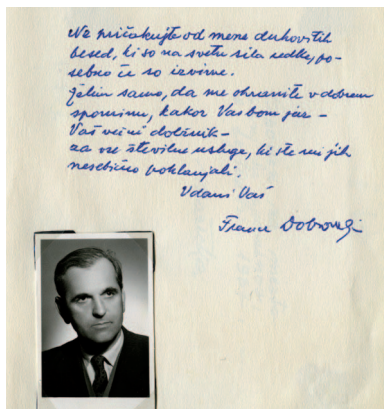 Ne pričakujte od mene duhovitih
besed, ki so na svetu sila redke, po-
sebno če so izvirne.
Želim samo, da me ohranite v dobrem
spominu, kakor Vas bom jaz –
Vaš večni dolžnik –
za vse številne usluge, ki ste mi jih
nesebično poklanjali.
Vdani Vaš
France